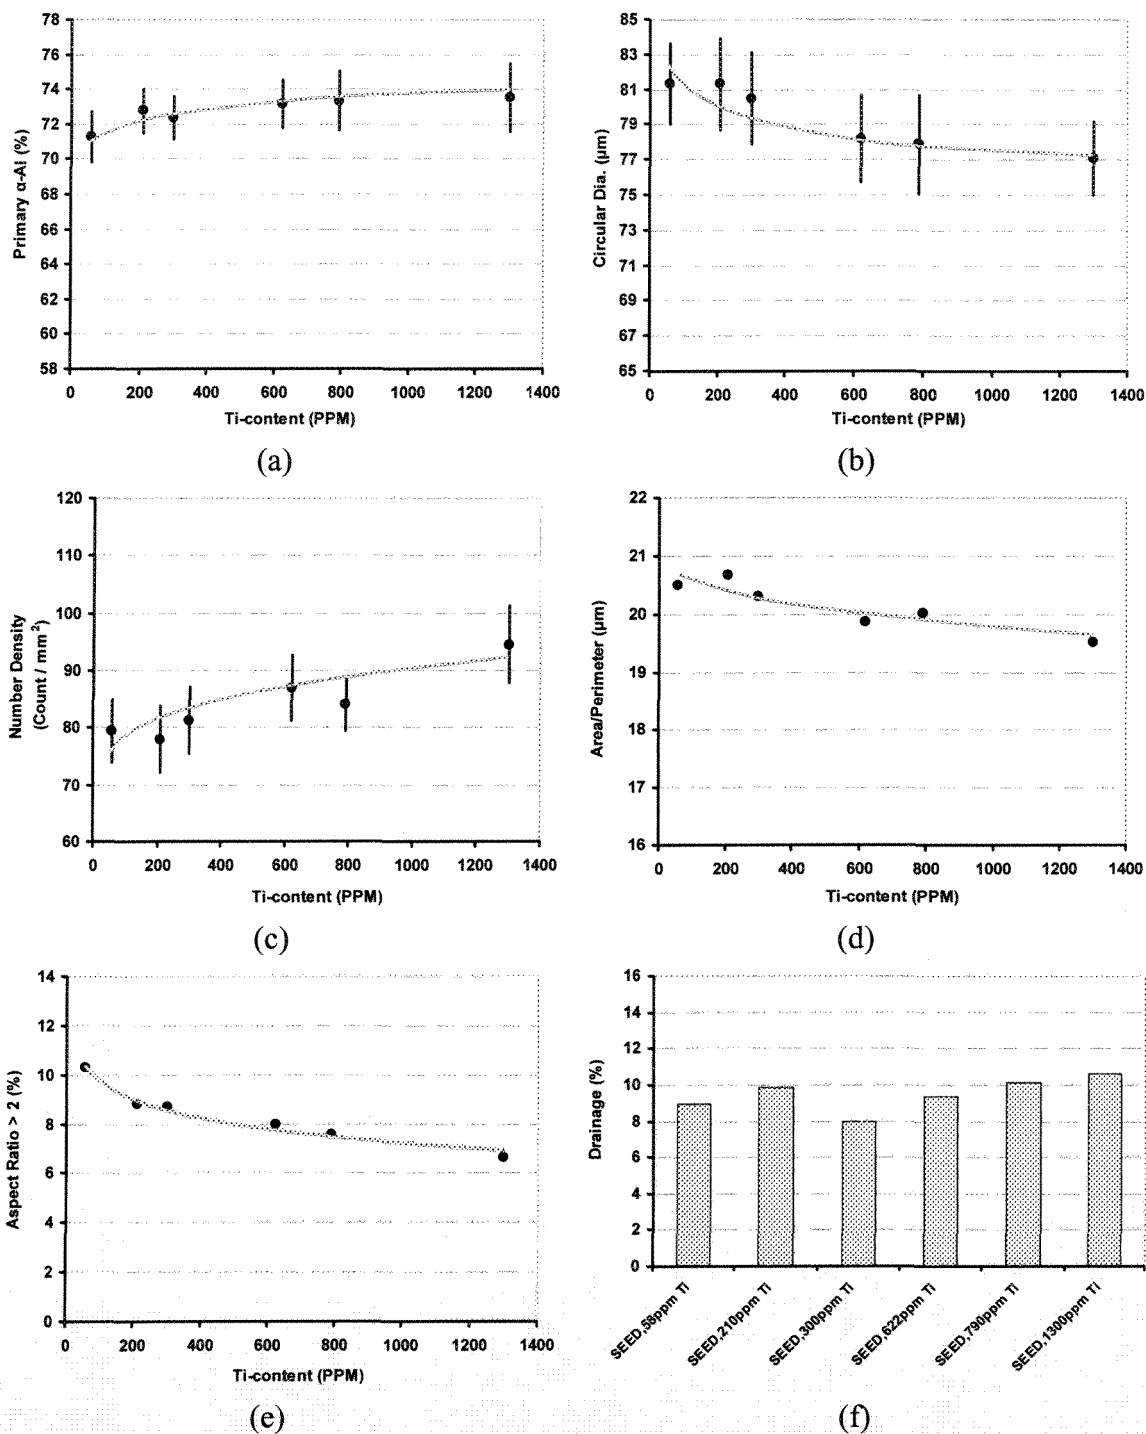 78
76
74
72
70
68
66
64
62
60
58
Primary α-Al (%)
0 200 400 600 800 1000 1200 1400
Ti-content (PPM)
(a)
85
83
81
79
77
75
73
71
69
67
65
Circular Dia. (µm)
0 200 400 600 800 1000 1200 1400
Ti-content (PPM)
(b)
120
110
100
90
80
70
60
Number Density
(Count / mm²)
0 200 400 600 800 1000 1200 1400
Ti-content (PPM)
(c)
22
21
20
19
18
17
16
Area/Perimeter (µm)
0 200 400 600 800 1000 1200 1400
Ti-content (PPM)
(d)
14
12
10
8
6
4
2
0
Aspect Ratio > 2 (%)
0 200 400 600 800 1000 1200 1400
Ti-content (PPM)
(e)
16
14
12
10
8
6
4
2
0
Drainage (%)
SEED,58ppm Ti
SEED,210ppm Ti
SEED,300ppm Ti
SEED,622ppm Ti
SEED,790ppm Ti
SEED,1300ppm Ti
(f)